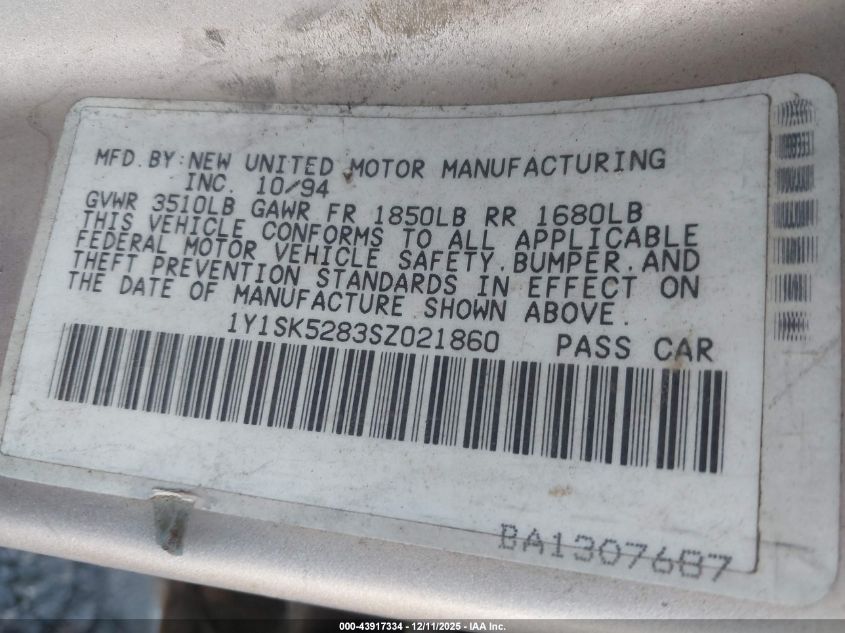 MFD. BY: NEW UNITED MOTOR MANUFACTURING
INC. 10/94
GVWR 3510LB GAWR FR 1850LB RR 1680LB
THIS VEHICLE CONFORMS TO ALL APPLICABLE
FEDERAL MOTOR VEHICLE SAFETY, BUMPER, AND
THEFT PREVENTION STANDARDS IN EFFECT ON
THE DATE OF MANUFACTURE SHOWN ABOVE.
1Y1SK5283SZ021860 PASS CAR
BA1307687
000-43917334 - 12/11/2025 - IAA Inc.